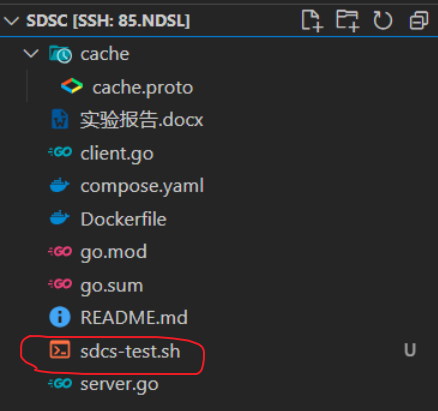 SDSC [SSH: 85.NDSL]
cache
cache.proto
实验报告.docx
client.go
compose.yaml
Dockerfile
go.mod
go.sum
README.md
sdcs-test.sh U
server.go